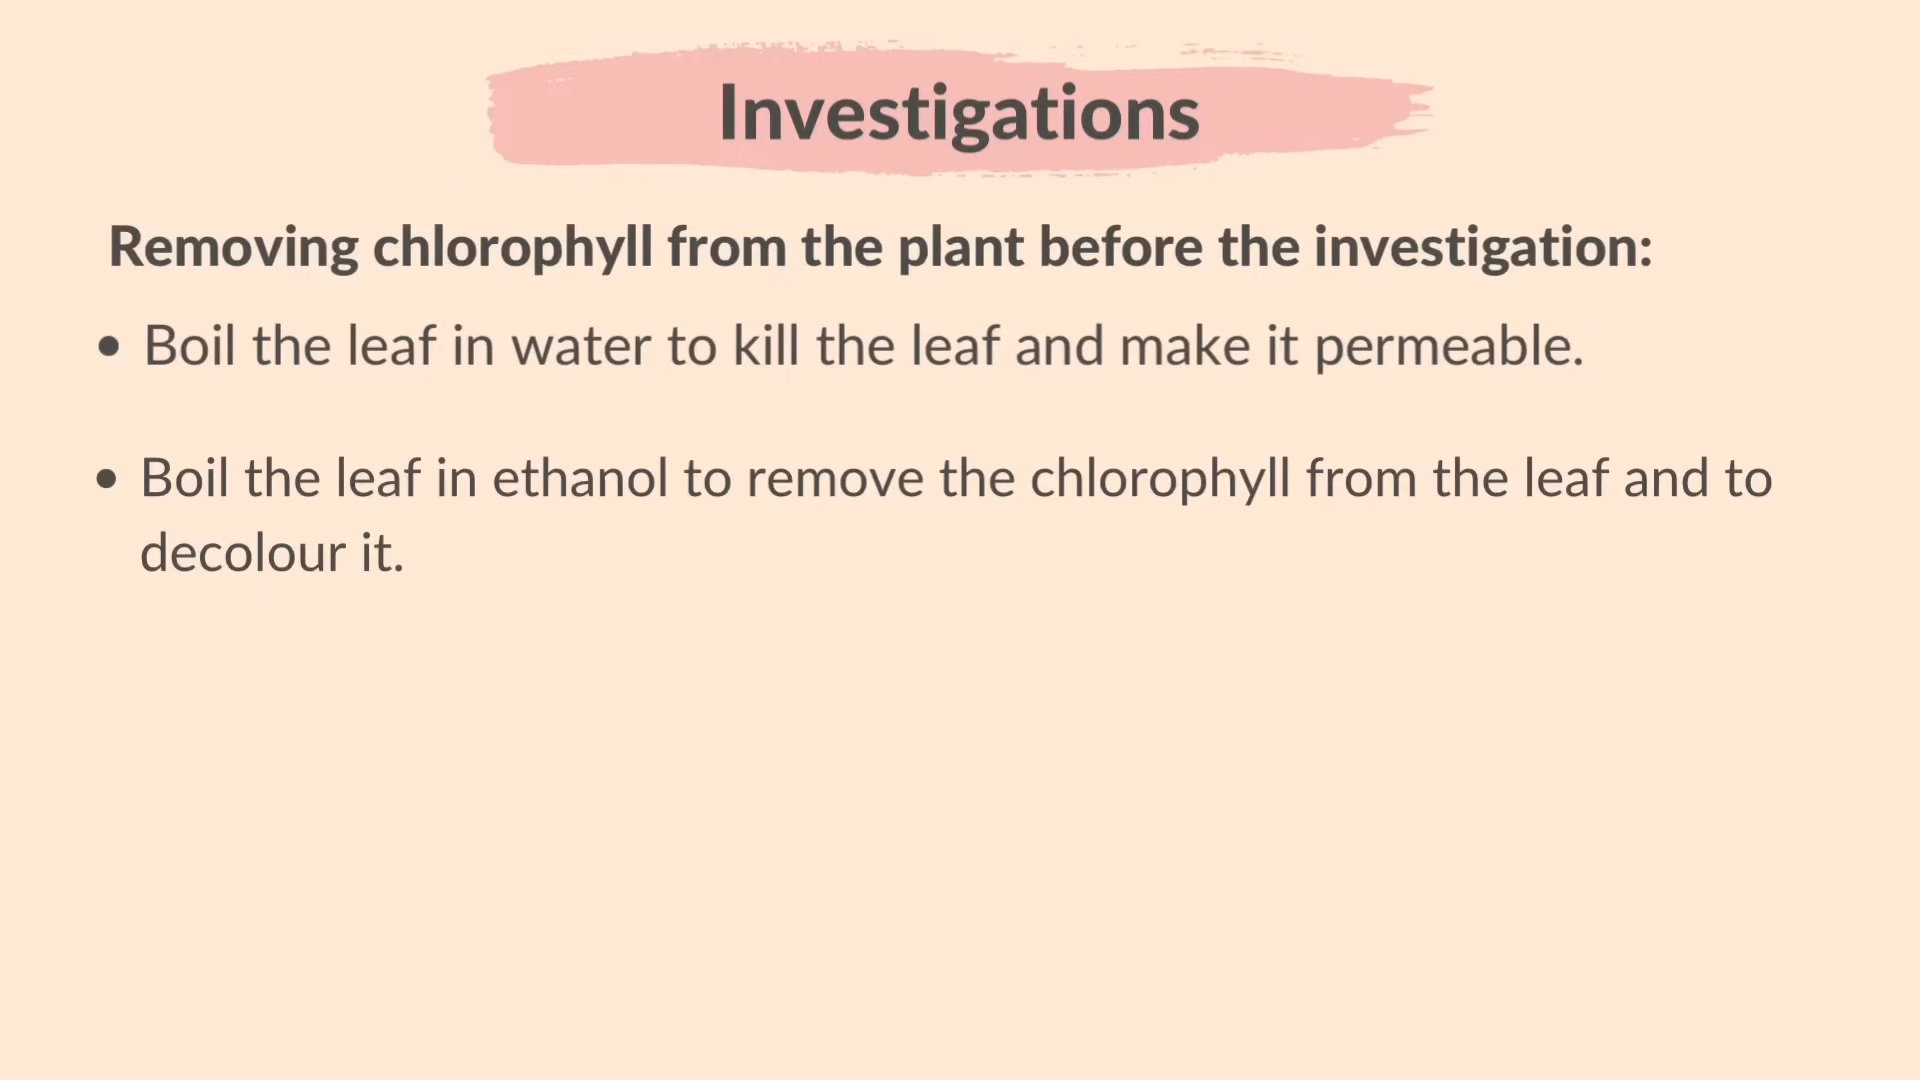 Investigations
Removing chlorophyll from the plant before the investigation:
• Boil the leaf in water to kill the leaf and make it permeable.
• Boil the leaf in ethanol to remove the chlorophyll from the leaf and to
decolour it.